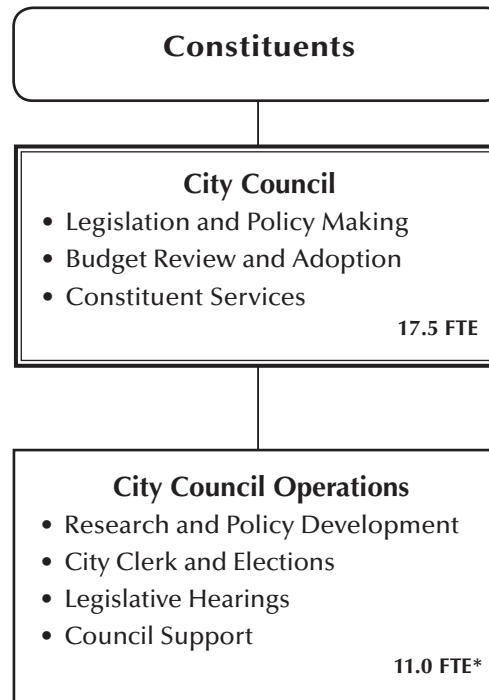 Constituents
City Council
• Legislation and Policy Making
• Budget Review and Adoption
• Constituent Services
17.5 FTE
City Council Operations
• Research and Policy Development
• City Clerk and Elections
• Legislative Hearings
• Council Support
11.0 FTE*